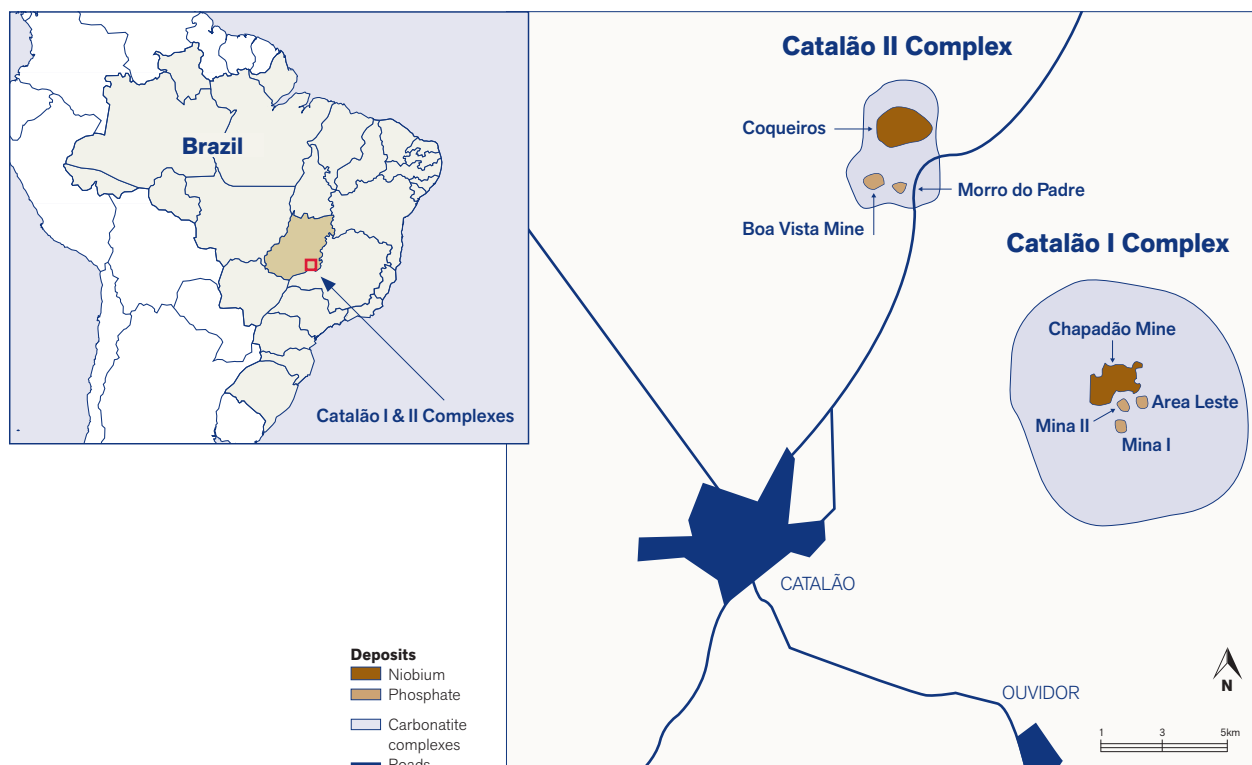 Brazil
Catalão I & II Complexes
Catalão II Complex
Coqueiros
Morro do Padre
Boa Vista Mine
Catalão I Complex
Chapadão Mine
Area Leste
Mina II
Mina I
CATALÃO
OUVIDOR
Deposits
Niobium
Phosphate
Carbonatite
complexes
Roads
N
1 3 5km